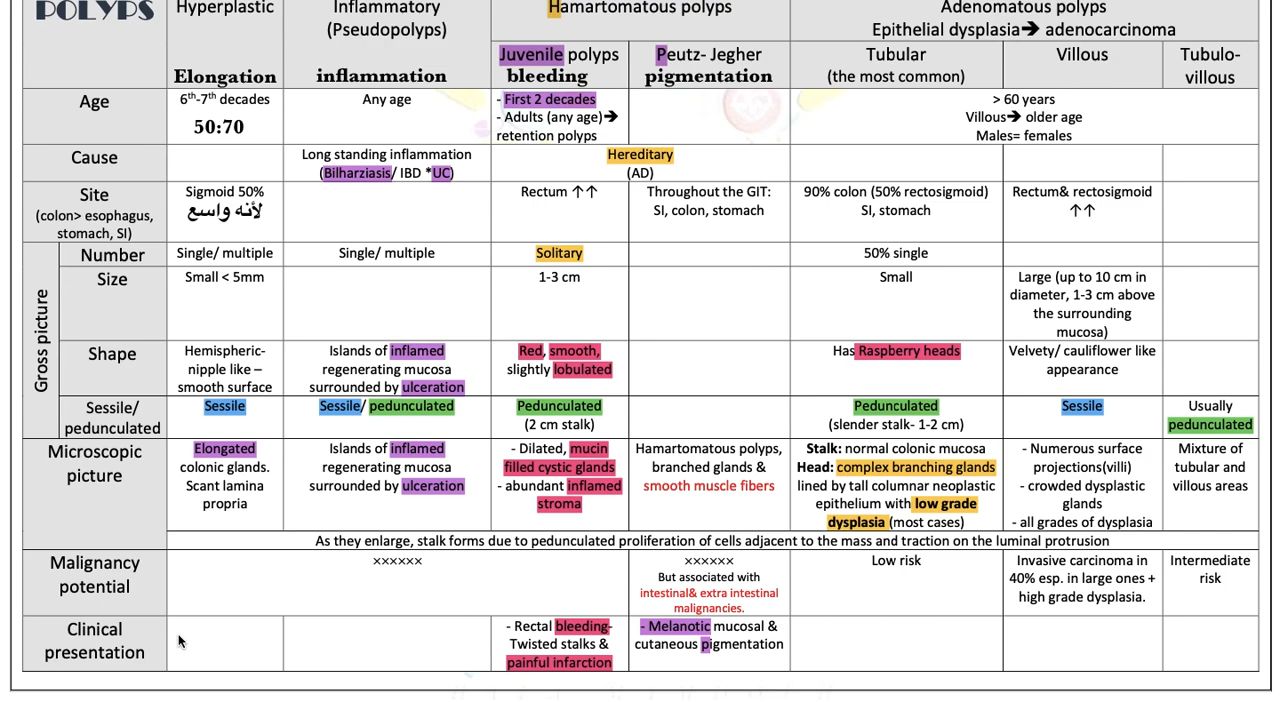 POLYPS
Hyperplastic
Elongation
Inflammatory
(Pseudopolyps)
inflammation
Hamartomatous polyps
Adenomatous polyps
Epithelial dysplasia➔ adenocarcinoma
Juvenile polyps
bleeding
Peutz- Jegher
pigmentation
Tubular
(the most common)
Villous
Tubulo-
villous
Age
6th-7th decades
50:70
Any age
- First 2 decades
- Adults (any age)➔
retention polyps
> 60 years
Villous➔ older age
Males= females
Cause
Long standing inflammation
(Bilharziasis/ IBD *UC)
Hereditary
(AD)
Site
(colon> esophagus,
stomach, SI)
Sigmoid 50%
لأنه واسع
Rectum ↑↑
Throughout the GIT:
SI, colon, stomach
90% colon (50% rectosigmoid)
SI, stomach
Rectum& rectosigmoid
↑↑
Gross picture
Number
Single/ multiple
Single/ multiple
Solitary
50% single
Size
Small < 5mm
1-3 cm
Small
Large (up to 10 cm in
diameter, 1-3 cm above
the surrounding
mucosa)
Shape
Hemispheric-
nipple like –
smooth surface
Islands of inflamed
regenerating mucosa
surrounded by ulceration
Red, smooth,
slightly lobulated
Has Raspberry heads
Velvety/ cauliflower like
appearance
Sessile/
pedunculated
Sessile
Sessile/ pedunculated
Pedunculated
(2 cm stalk)
Pedunculated
(slender stalk- 1-2 cm)
Sessile
Usually
pedunculated
Microscopic
picture
Elongated
colonic glands.
Scant lamina
propria
Islands of inflamed
regenerating mucosa
surrounded by ulceration
- Dilated, mucin
filled cystic glands
- abundant inflamed
stroma
Hamartomatous polyps,
branched glands &
smooth muscle fibers
Stalk: normal colonic mucosa
Head: complex branching glands
lined by tall columnar neoplastic
epithelium with low grade
dysplasia (most cases)
- Numerous surface
projections(villi)
- crowded dysplastic
glands
- all grades of dysplasia
Mixture of
tubular and
villous areas
As they enlarge, stalk forms due to pedunculated proliferation of cells adjacent to the mass and traction on the luminal protrusion
Malignancy
potential
××××××
××××××
But associated with
intestinal& extra intestinal
malignancies.
Low risk
Invasive carcinoma in
40% esp. in large ones +
high grade dysplasia.
Intermediate
risk
Clinical
presentation
- Rectal bleeding-
Twisted stalks &
painful infarction
- Melanotic mucosal &
cutaneous pigmentation